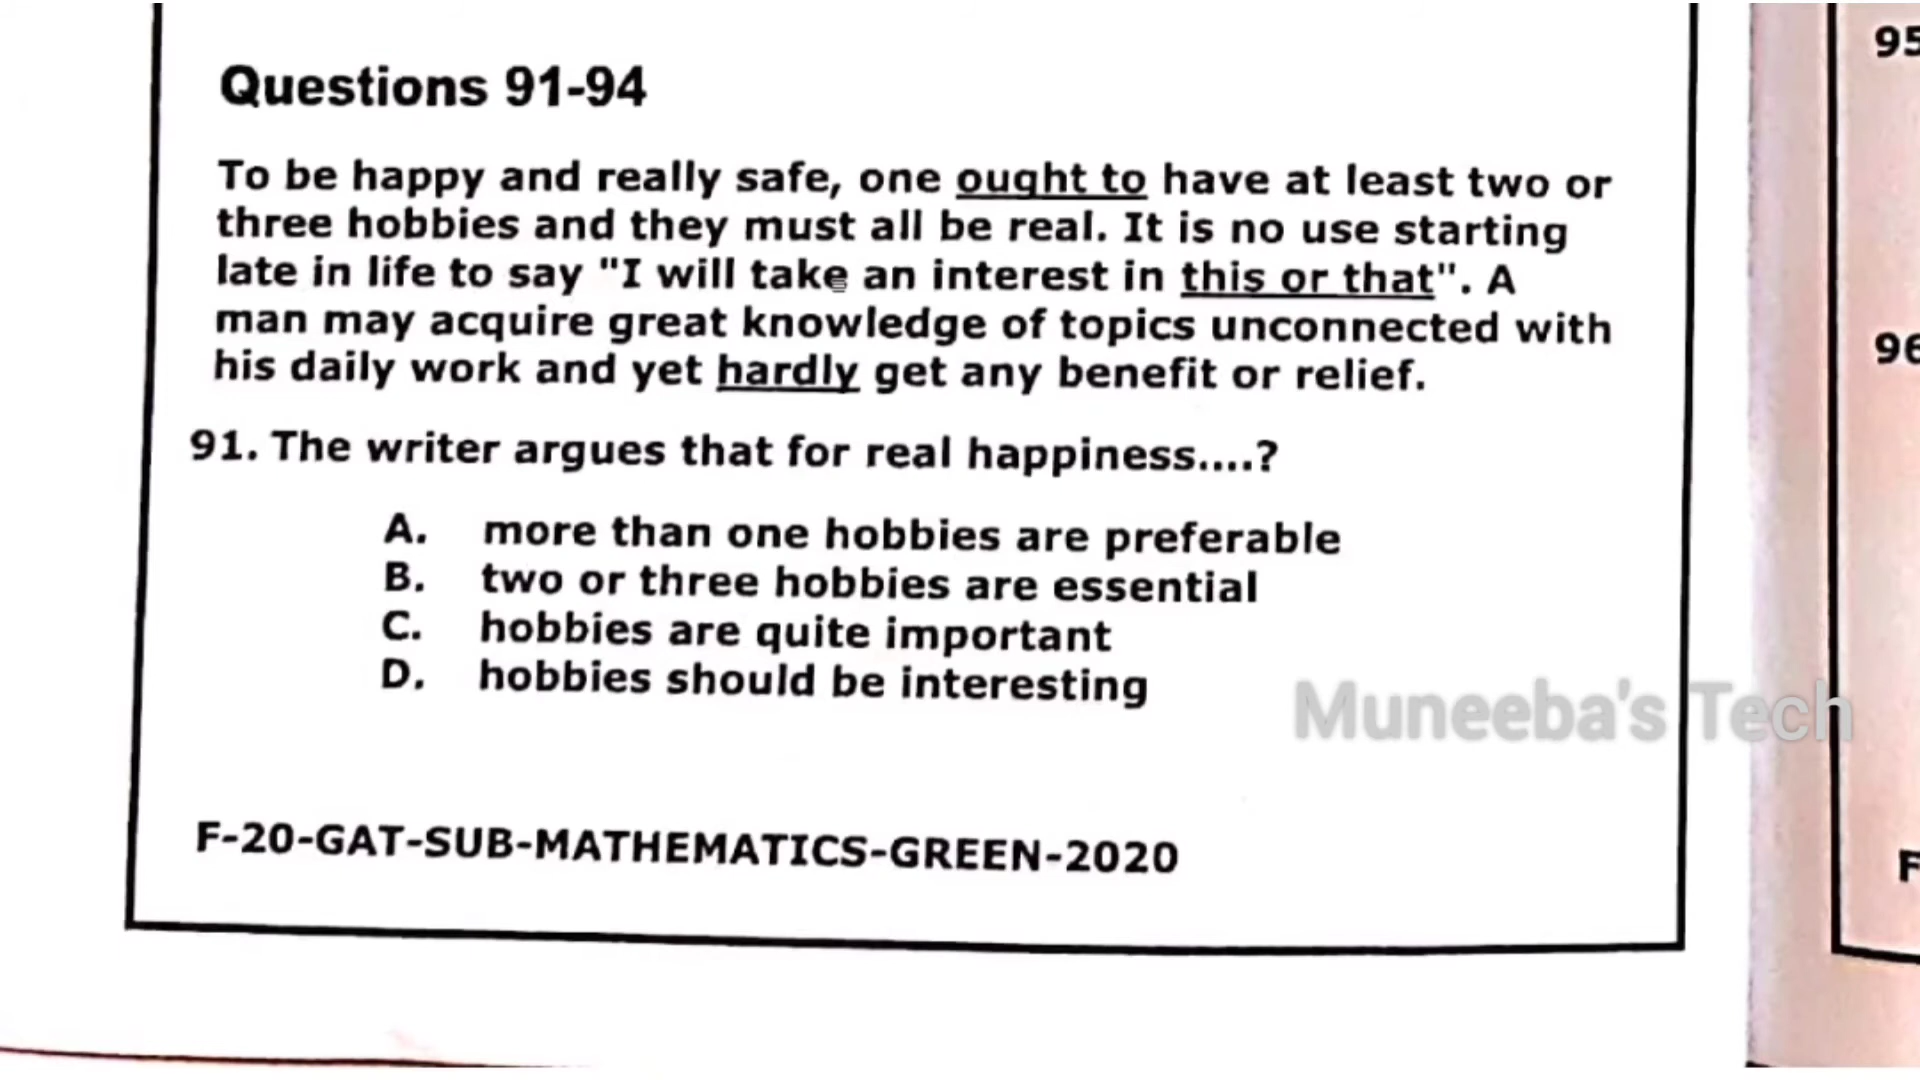 Questions 91-94
To be happy and really safe, one ought to have at least two or
three hobbies and they must all be real. It is no use starting
late in life to say "I will take an interest in this or that". A
man may acquire great knowledge of topics unconnected with
his daily work and yet hardly get any benefit or relief.
91. The writer argues that for real happiness....?
A. more than one hobbies are preferable
B. two or three hobbies are essential
C. hobbies are quite important
D. hobbies should be interesting
Muneeba's Tech
F-20-GAT-SUB-MATHEMATICS-GREEN-2020
95
96
F